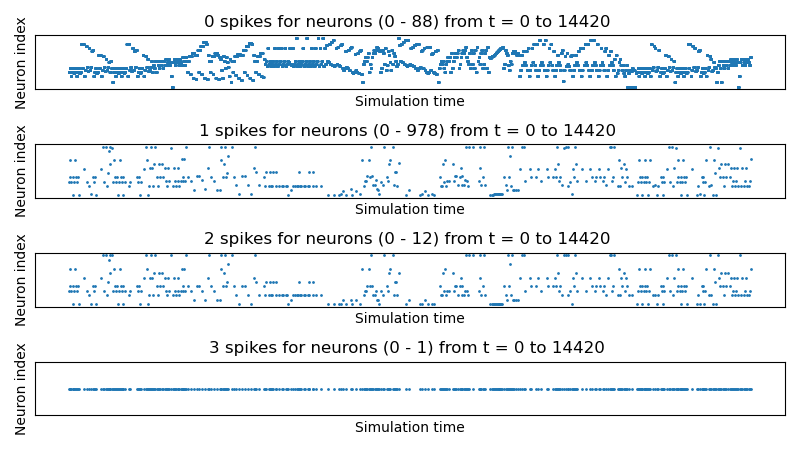 0 spikes for neurons (0 - 88) from t = 0 to 14420
Neuron index
Simulation time
1 spikes for neurons (0 - 978) from t = 0 to 14420
Neuron index
Simulation time
2 spikes for neurons (0 - 12) from t = 0 to 14420
Neuron index
Simulation time
3 spikes for neurons (0 - 1) from t = 0 to 14420
Neuron index
Simulation time